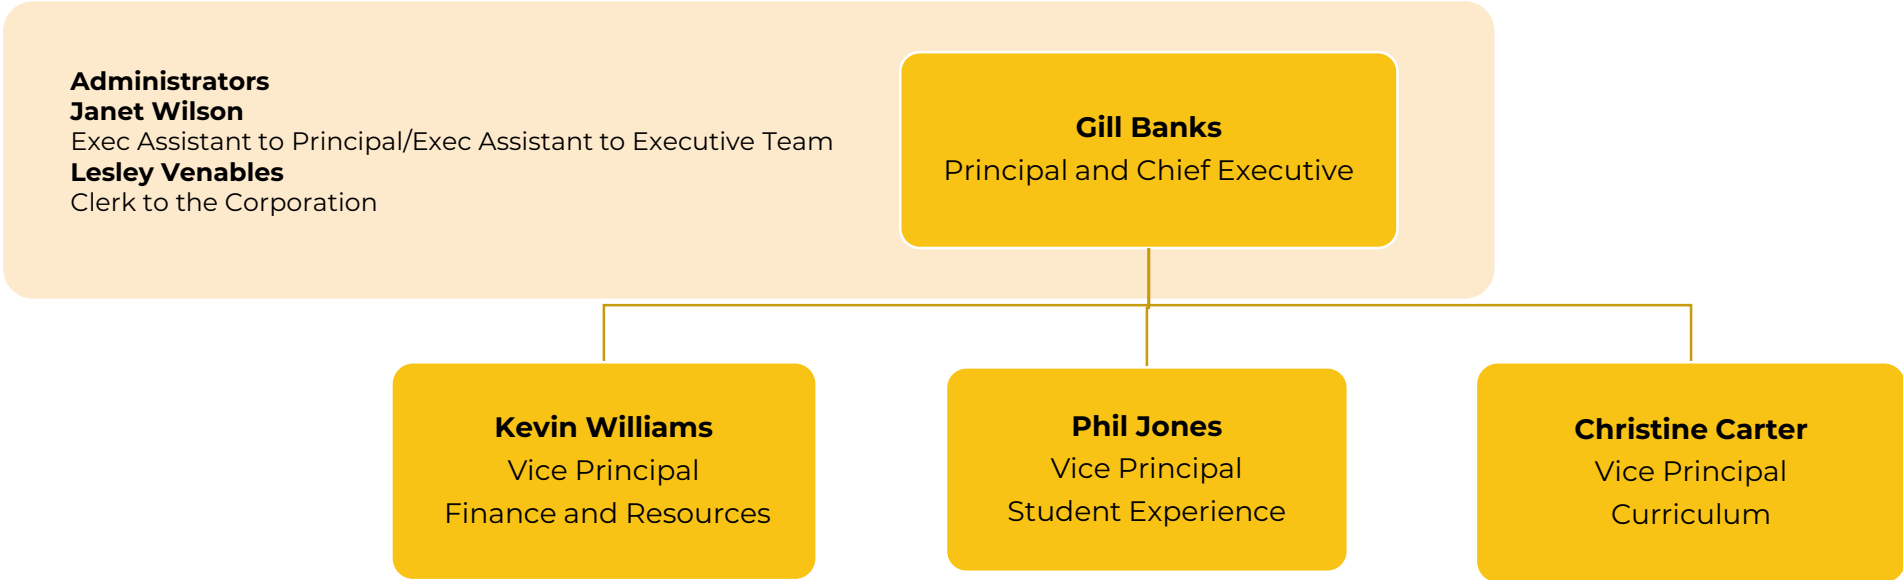 Administrators
Janet Wilson
Exec Assistant to Principal/Exec Assistant to Executive Team
Lesley Venables
Clerk to the Corporation
Gill Banks
Principal and Chief Executive
Kevin Williams
Vice Principal
Finance and Resources
Phil Jones
Vice Principal
Student Experience
Christine Carter
Vice Principal
Curriculum